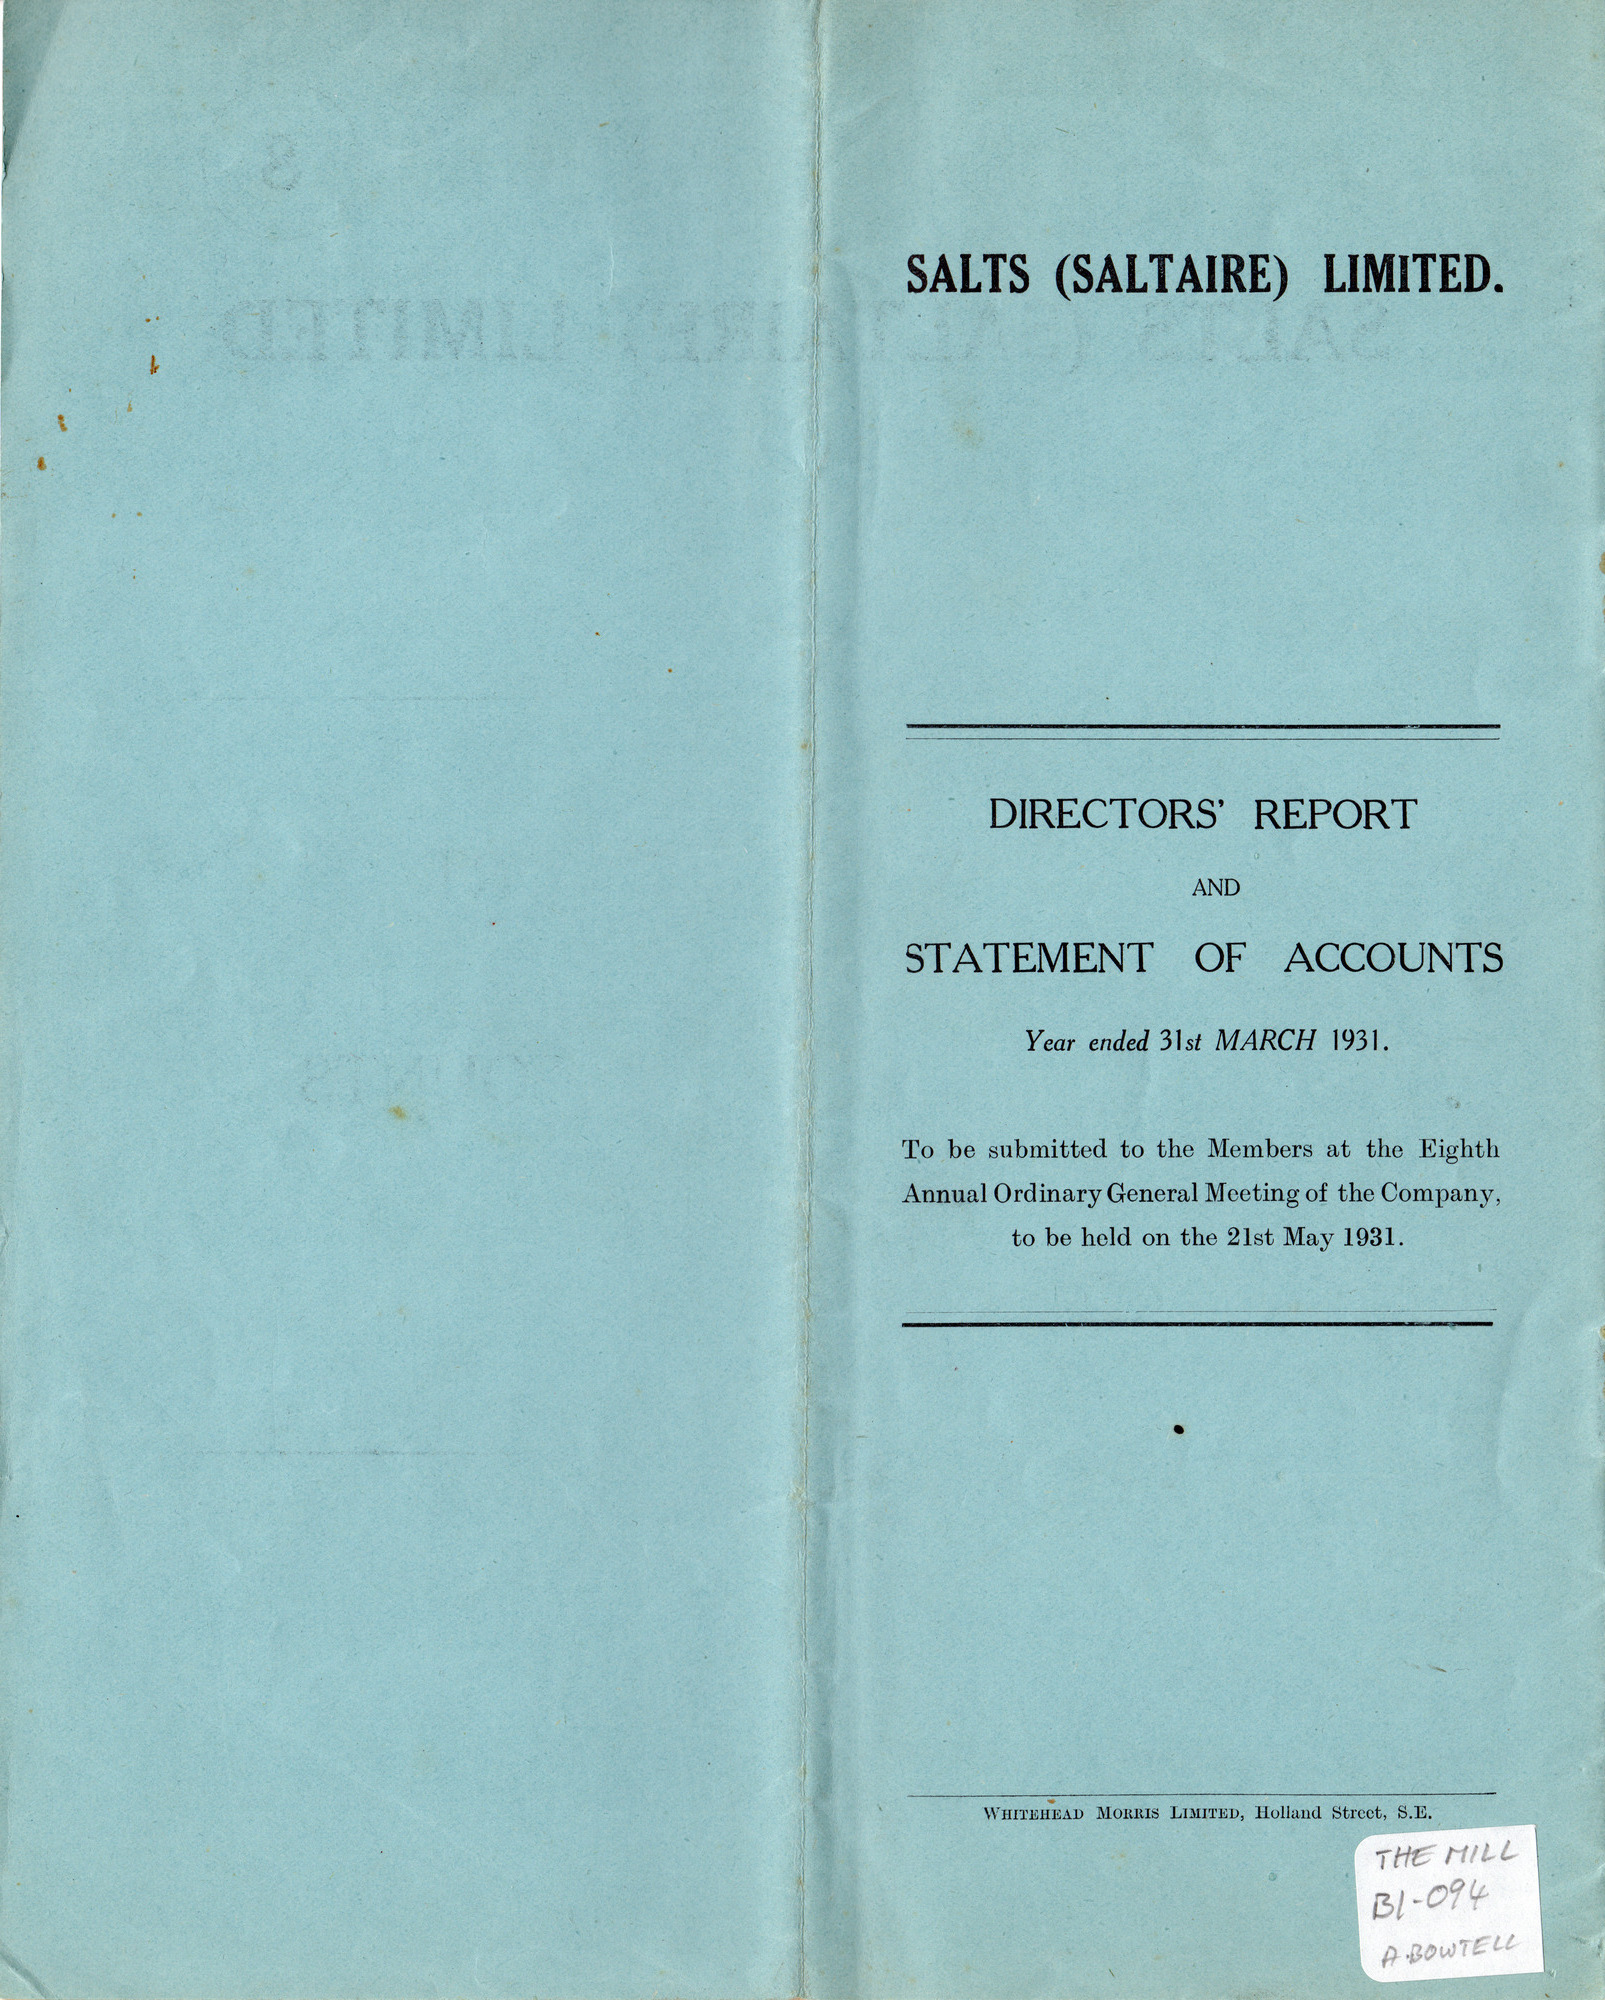 SALTS (SALTAIRE) LIMITED.
DIRECTORS' REPORT
AND
STATEMENT OF ACCOUNTS
Year ended 31st MARCH 1931.
To be submitted to the Members at the Eighth
Annual Ordinary General Meeting of the Company,
to be held on the 21st May 1931.
WHITEHEAD MORRIS LIMITED, Holland Street, S.E.
THE MILL
B1-094
A. BOWTELL